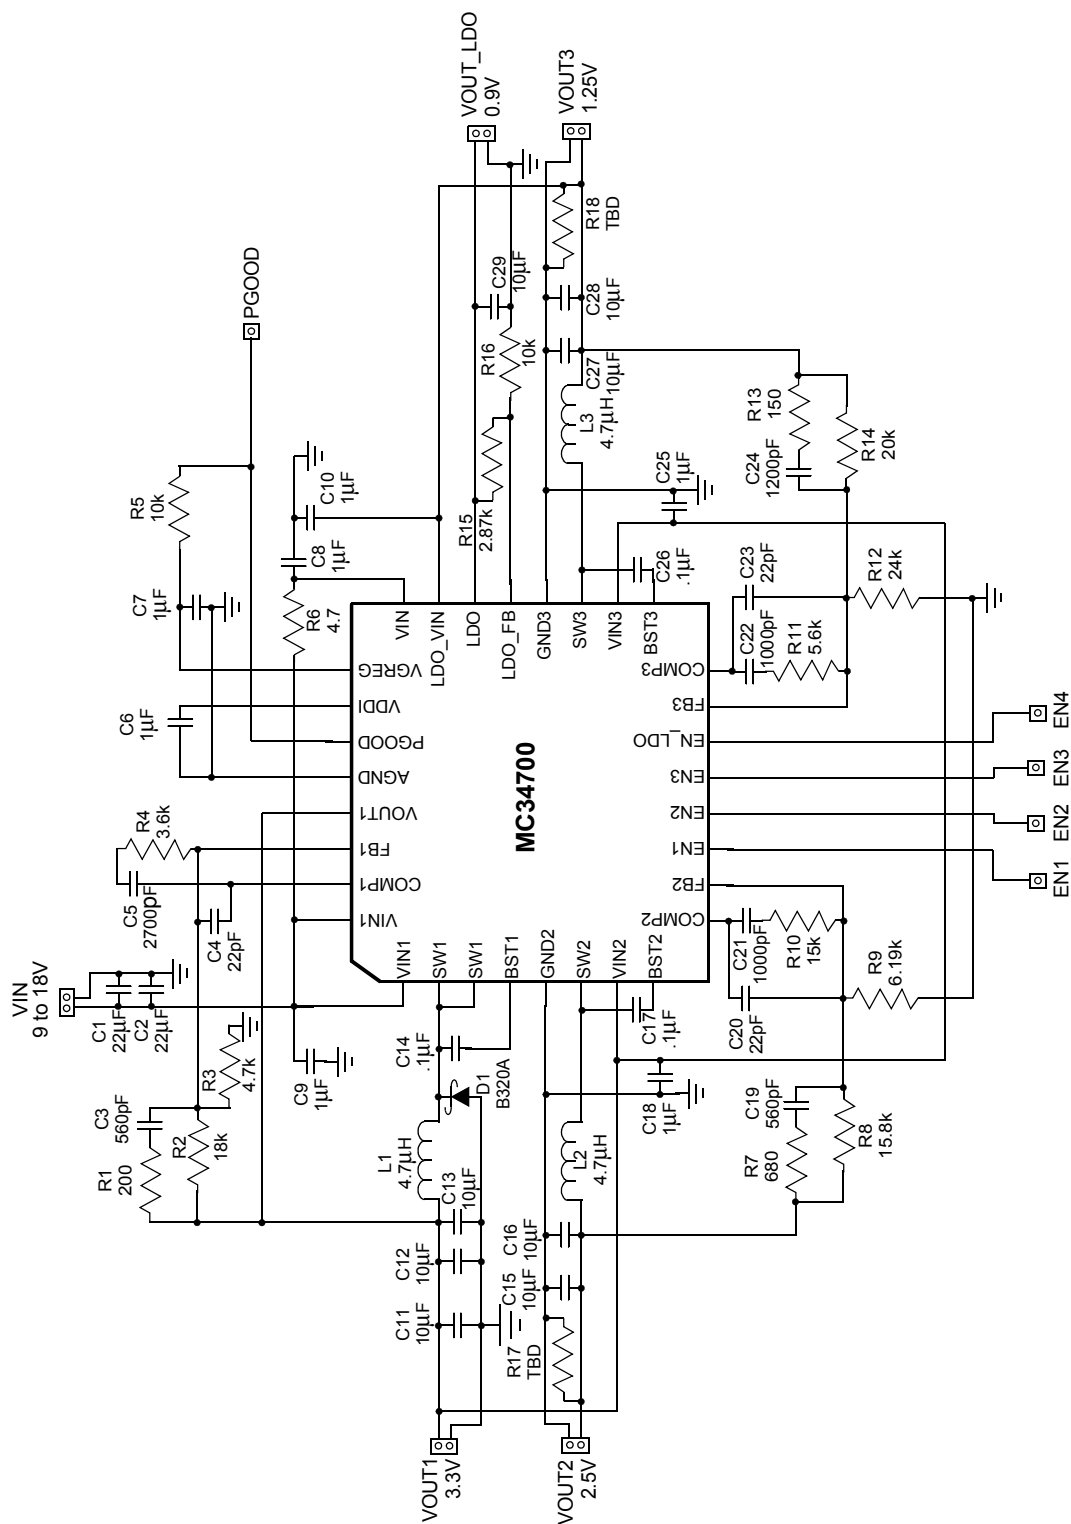 VIN
9 to 18V
C1
22µF
C2
22µF
R3
4.7k
C3
560pF
R1
200
R2
18k
C9
1µF
C4
22pF
C5
2700pF
R4
3.6k
C6
1µF
C7
1µF
R5
10k
PGOOD
R6
4.7
C8
1µF
C10
1µF
VOUT_LDO
0.9V
VOUT3
1.25V
R15
2.87k
R16
10k
C29
10µF
R18
TBD
C28
10µF
C27
10µF
L3
4.7µH
C25
1µF
C26
.1µF
R13
150
C24
1200pF
R14
20k
C23
22pF
C22
1000pF
R11
5.6k
R12
24k
MC34700
VIN
LDO_VIN
LDO
LDO_FB
GND3
SW3
VIN3
BST3
VGREG
VDDI
PGOOD
AGND
VOUT1
FB1
COMP1
VIN1
VIN1
SW1
SW1
BST1
GND2
SW2
VIN2
BST2
COMP3
FB3
EN_LDO
EN3
EN2
EN1
FB2
COMP2
EN4
EN3
EN2
EN1
C14
.1µF
D1
B320A
L1
4.7µH
C13
10µF
C12
10µF
C11
10µF
VOUT1
3.3V
C17
.1µF
C18
1µF
L2
4.7µH
C16
10µF
C15
10µF
R17
TBD
VOUT2
2.5V
C21
1000pF
R10
15k
C20
22pF
R9
6.19k
C19
560pF
R7
680
R8
15.8k